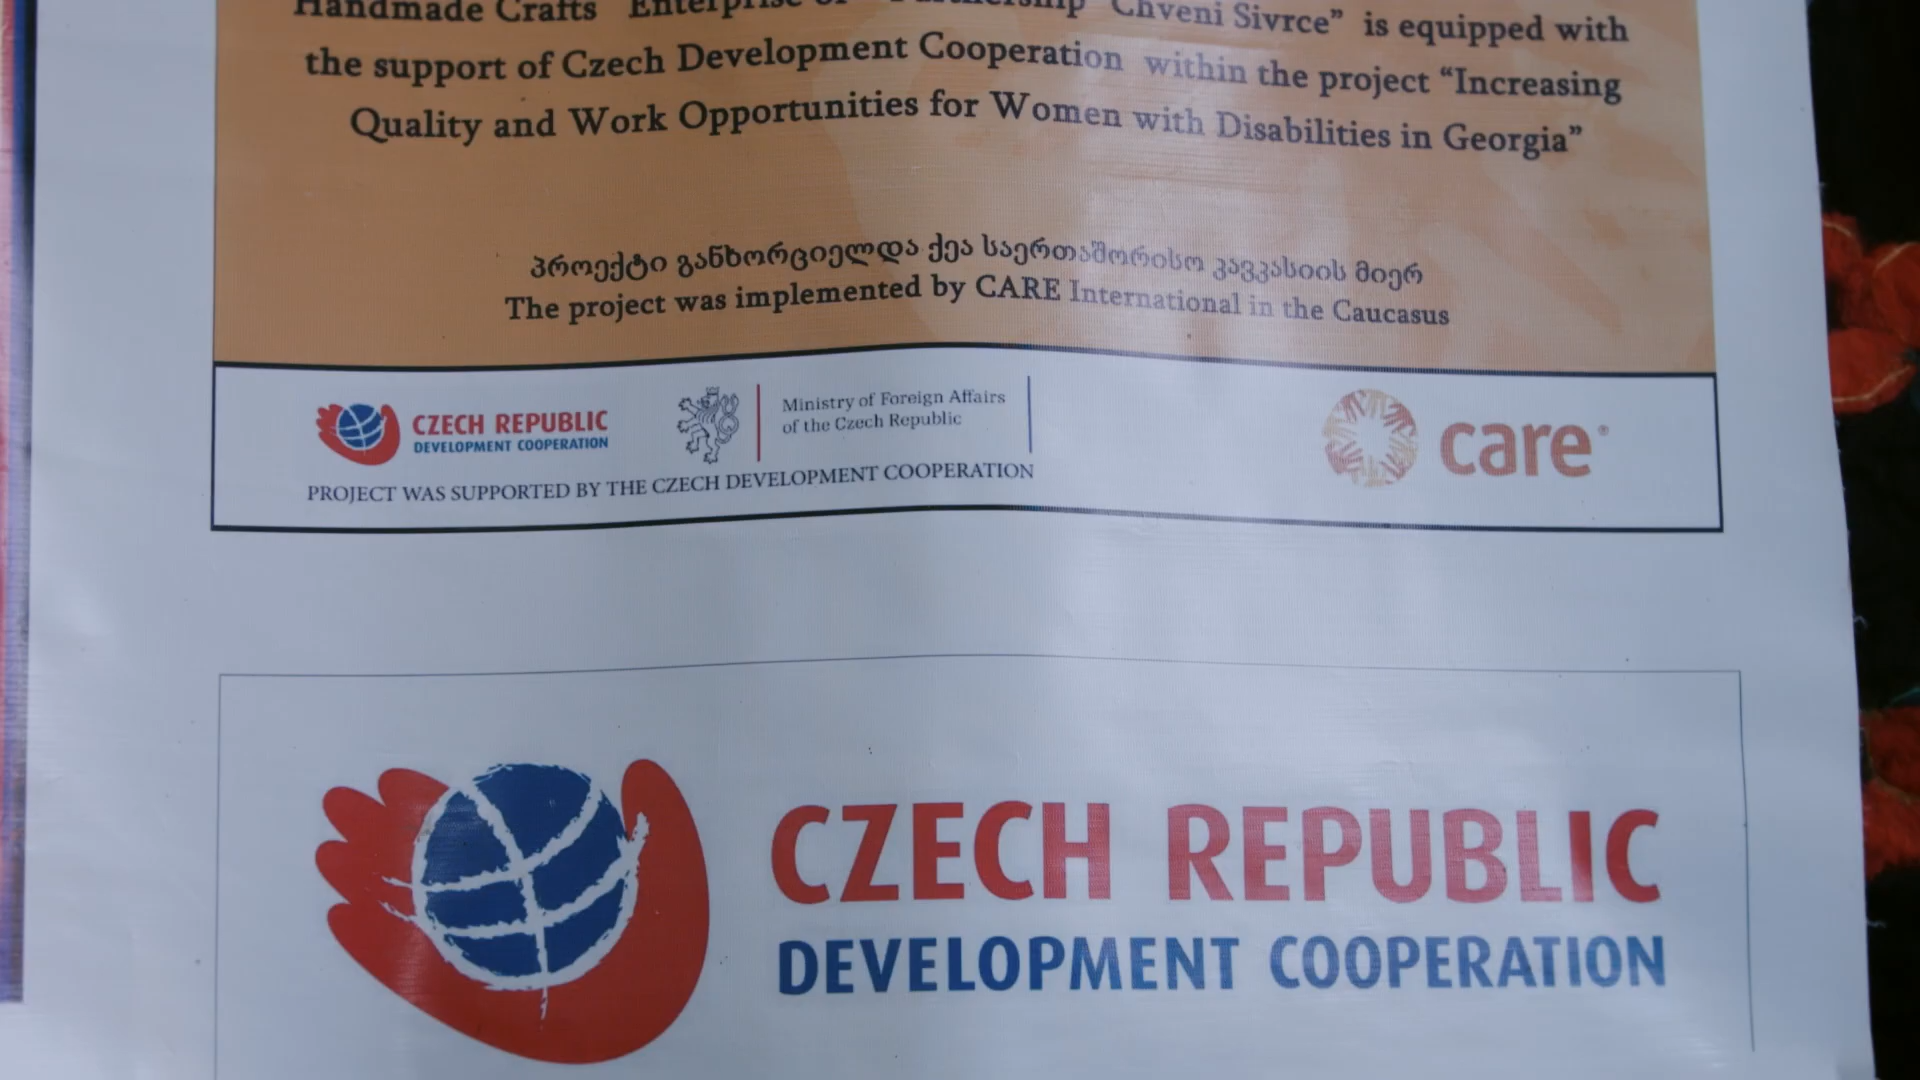 Handmade Crafts" Enterprise of "Partnership "Chveni Sivrce" is equipped with
the support of Czech Development Cooperation within the project “Increasing
Quality and Work Opportunities for Women with Disabilities in Georgia”
პროექტი განხორციელდა ქეა საერთაშორისო კავკასიის მიერ
The project was implemented by CARE International in the Caucasus
CZECH REPUBLIC
DEVELOPMENT COOPERATION
Ministry of Foreign Affairs
of the Czech Republic
PROJECT WAS SUPPORTED BY THE CZECH DEVELOPMENT COOPERATION
care®
CZECH REPUBLIC
DEVELOPMENT COOPERATION